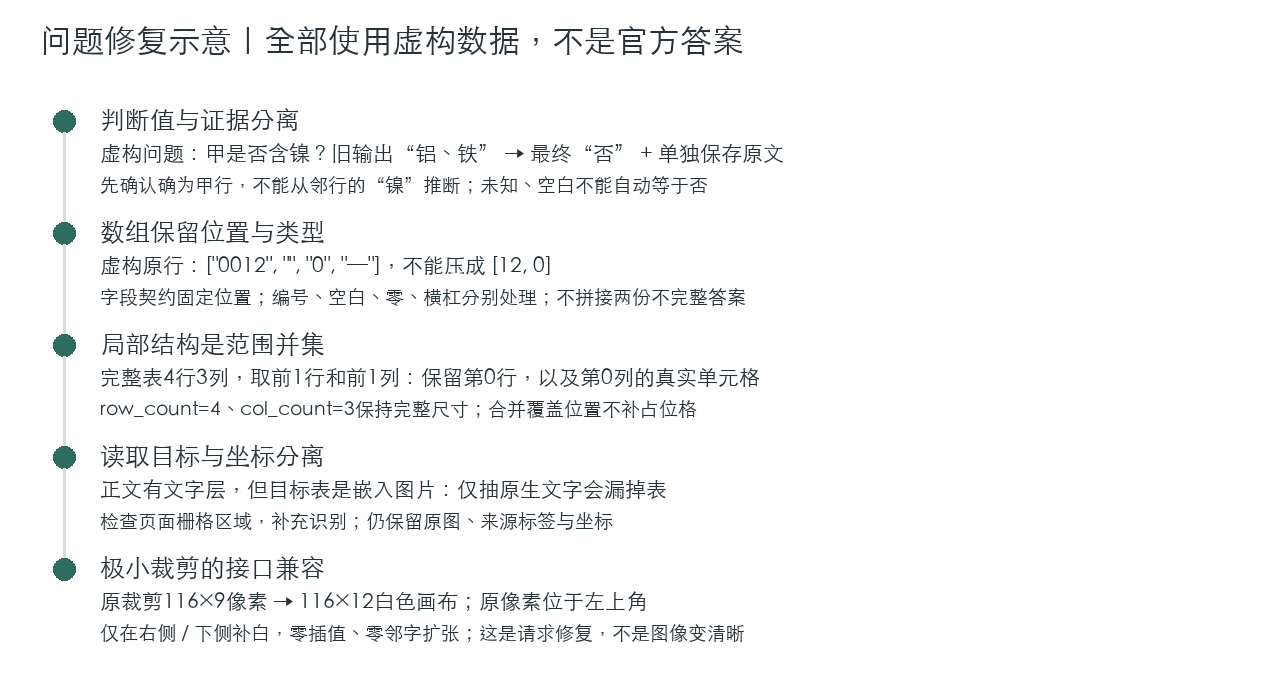 问题修复示意丨全部使用虚构数据，不是官方答案
判断值与证据分离
虚构问题：甲是否含镍？旧输出“铝、铁” → 最终“否” + 单独保存原文
先确认确为甲行，不能从邻行的“镍”推断；未知、空白不能自动等于否
数组保留位置与类型
虚构原行：["0012", "", "0", "—"]，不能压成 [12, 0]
字段契约固定位置；编号、空白、零、横杠分别处理；不拼接两份不完整答案
局部结构是范围并集
完整表4行3列，取前1行和前1列：保留第0行，以及第0列的真实单元格
row_count=4、col_count=3保持完整尺寸；合并覆盖位置不补占位格
读取目标与坐标分离
正文有文字层，但目标表是嵌入图片：仅抽原生文字会漏掉表
检查页面栅格区域，补充识别；仍保留原图、来源标签与坐标
极小裁剪的接口兼容
原裁剪116×9像素 → 116×12白色画布；原像素位于左上角
仅在右侧 / 下侧补白，零插值、零邻字扩张；这是请求修复，不是图像变清晰